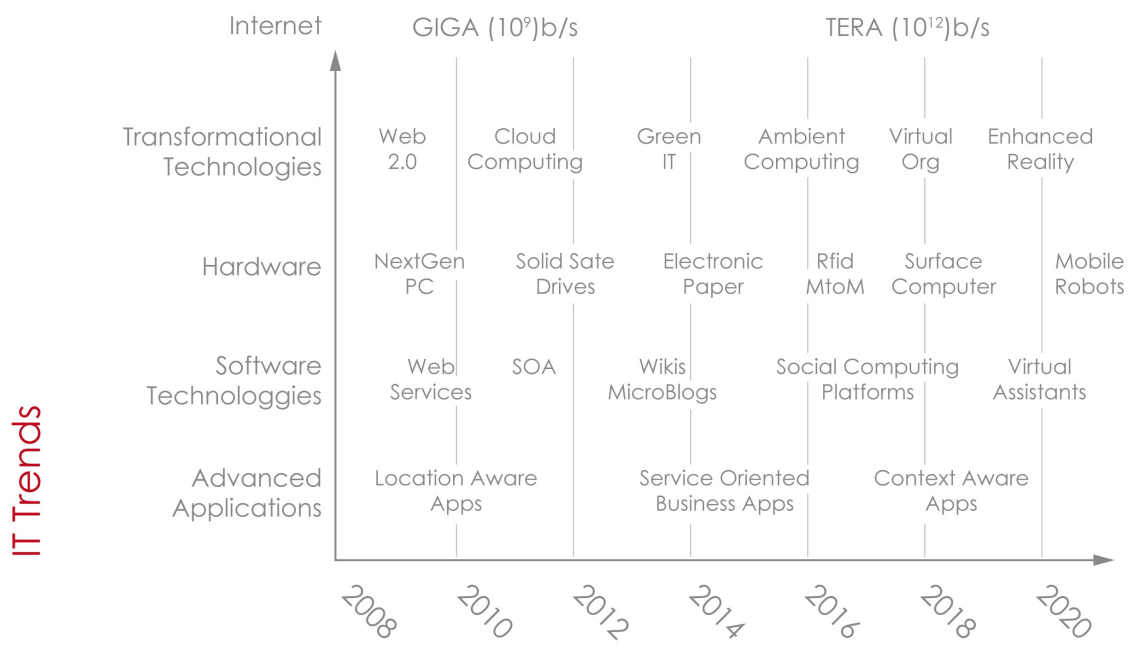 Internet GIGA (10⁹)b/s TERA (10¹²)b/s
Transformational
Technologies
Web
2.0
Cloud
Computing
Green
IT
Ambient
Computing
Virtual
Org
Enhanced
Reality
Hardware
NextGen
PC
Solid Sate
Drives
Electronic
Paper
Rfid
MtoM
Surface
Computer
Mobile
Robots
Software
Technologgies
Web
Services
SOA
Wikis
MicroBlogs
Social Computing
Platforms
Virtual
Assistants
Advanced
Applications
Location Aware
Apps
Service Oriented
Business Apps
Context Aware
Apps
IT Trends
2008 2010 2012 2014 2016 2018 2020